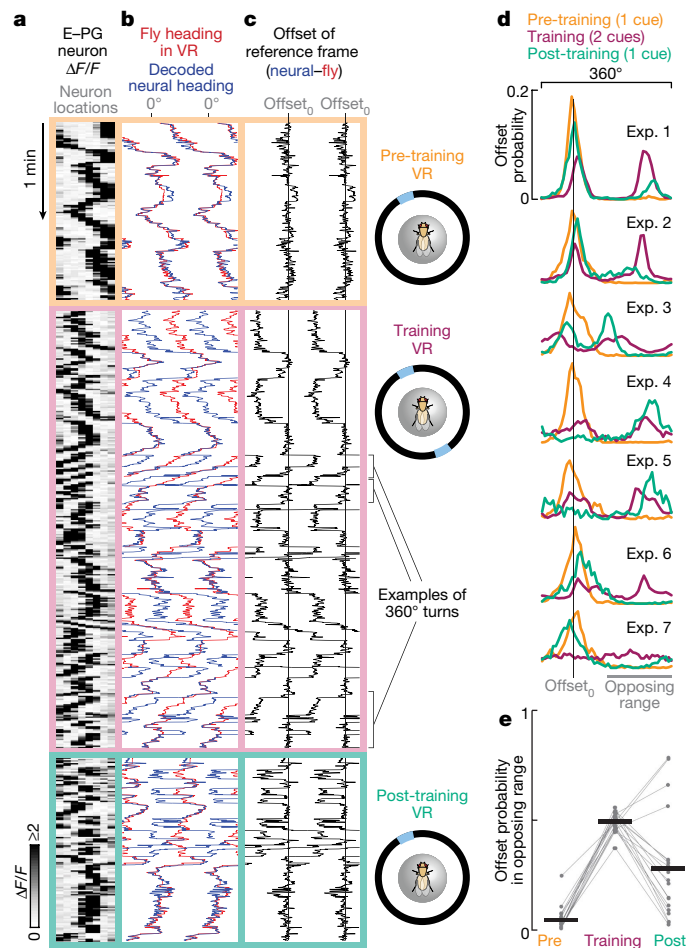 a
E–PG
neuron
ΔF/F
Neuron
locations
1 min
ΔF/F
0 ≥2
b
Fly heading
in VR
Decoded
neural heading
0° 0°
c
Offset of
reference frame
(neural–fly)
Offset0 Offset0
Pre-training
VR
Training
VR
Examples of
360° turns
Post-training
VR
d
Pre-training (1 cue)
Training (2 cues)
Post-training (1 cue)
360°
0.2
Offset
probability
0
Exp. 1
Exp. 2
Exp. 3
Exp. 4
Exp. 5
Exp. 6
Exp. 7
Offset0
Opposing
range
e
1
Offset probability
in opposing range
0
Pre Training Post